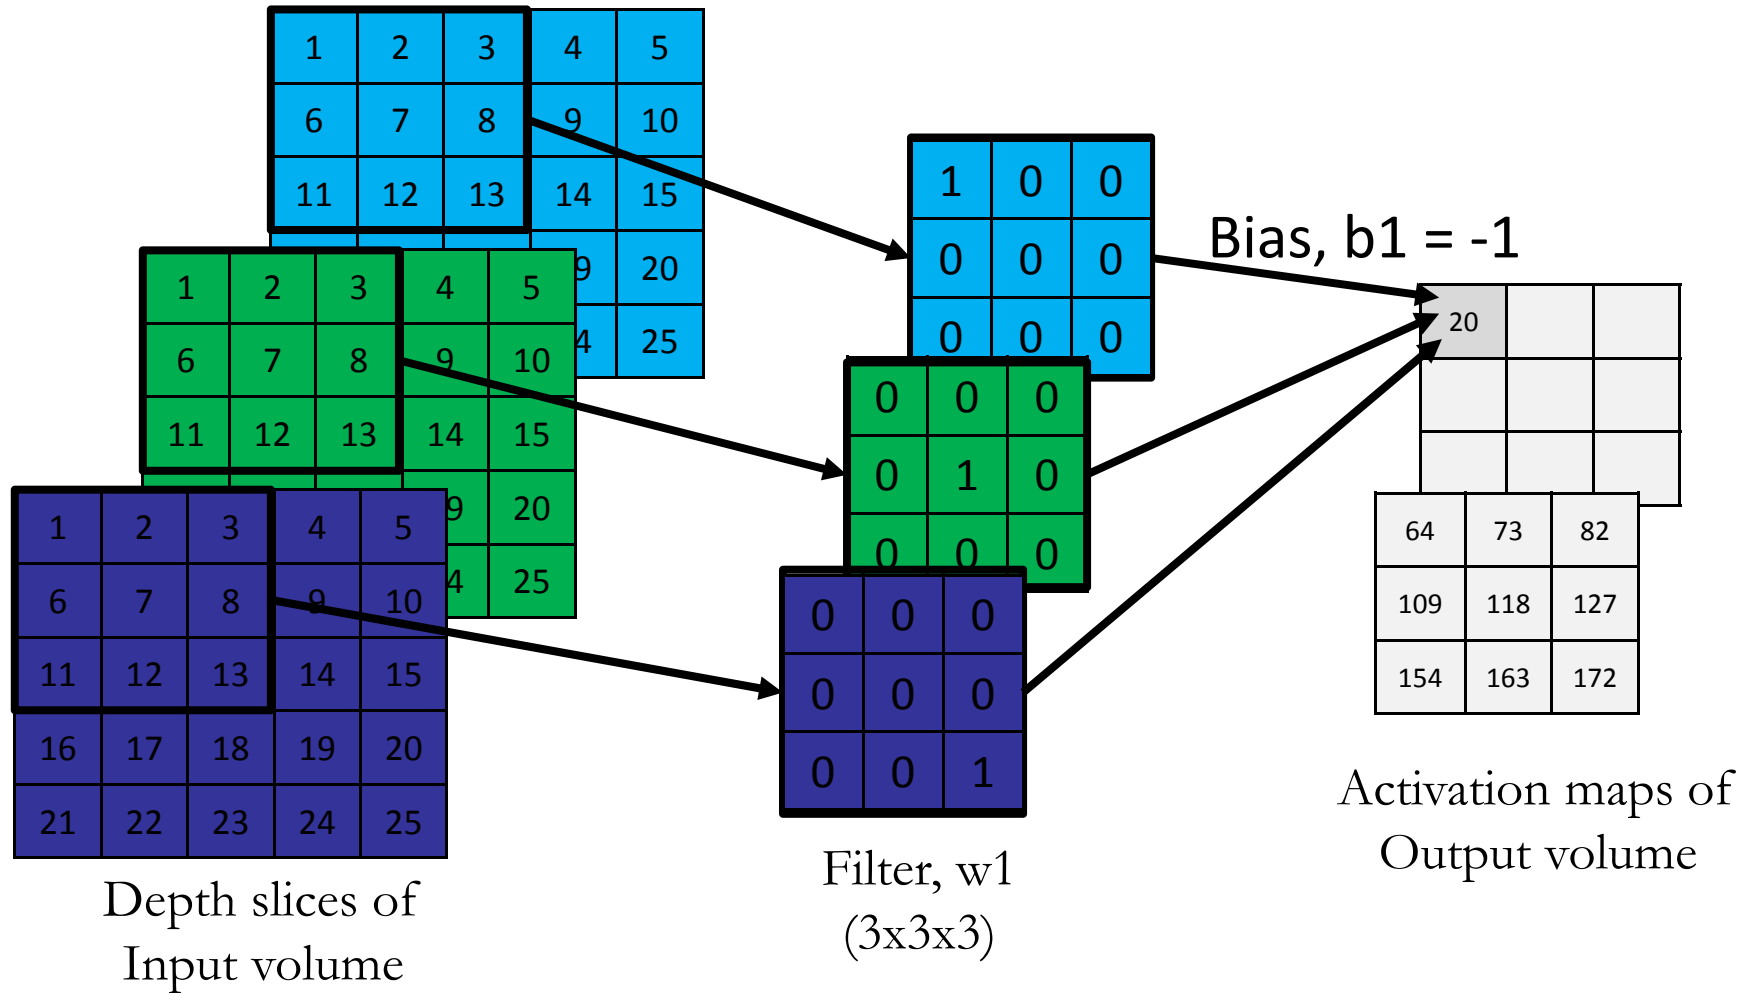 1 2 3 4 5
6 7 8 9 10
11 12 13 14 15
9 20
4 25
1 2 3 4 5
6 7 8 9 10
11 12 13 14 15
9 20
4 25
1 2 3 4 5
6 7 8 9 10
11 12 13 14 15
16 17 18 19 20
21 22 23 24 25
Depth slices of
Input volume
1 0 0
0 0 0
0 0 0
0 0 0
0 1 0
0 0 0
0 0 0
0 0 0
0 0 1
Filter, w1
(3x3x3)
Bias, b1 = -1
20
64 73 82
109 118 127
154 163 172
Activation maps of
Output volume